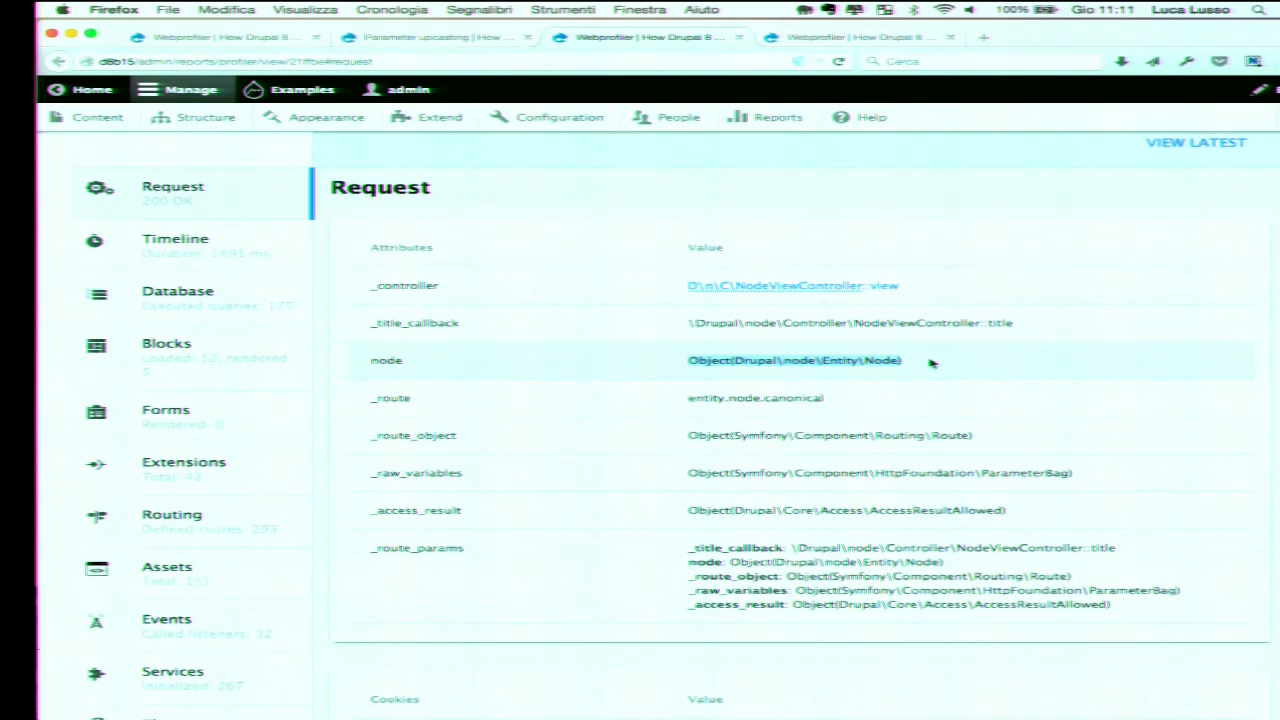 Firefox File Modifica Visualizza Cronologia Segnalibri Strumenti Finestra Aiuto 100% Gio 11:11 Luca Lusso
Webprofiler | How Drupal 8 ... Parameter upcasting | How ... Webprofiler | How Drupal 8 ... Webprofiler | How Drupal 8 ...
d8b15/admin/reports/profiler/view/21ffbe#request Cerca
Home Manage Examples admin
Content Structure Appearance Extend Configuration People Reports Help
VIEW LATEST
Request
200 OK
Timeline
Duration: 1491 ms
Database
Executed queries: 175
Blocks
Loaded: 12, rendered:
5
Forms
Rendered: 0
Extensions
Total: 42
Routing
Defined routes: 293
Assets
Total: 151
Events
Called listeners: 32
Services
Initialized: 267
Request
Attributes Value
_controller D\n\C\NodeViewController::view
_title_callback \Drupal\node\Controller\NodeViewController::title
node Object(Drupal\node\Entity\Node)
_route entity.node.canonical
_route_object Object(Symfony\Component\Routing\Route)
_raw_variables Object(Symfony\Component\HttpFoundation\ParameterBag)
_access_result Object(Drupal\Core\Access\AccessResultAllowed)
_route_params _title_callback: \Drupal\node\Controller\NodeViewController::title
node: Object(Drupal\node\Entity\Node)
_route_object: Object(Symfony\Component\Routing\Route)
_raw_variables: Object(Symfony\Component\HttpFoundation\ParameterBag)
_access_result: Object(Drupal\Core\Access\AccessResultAllowed)
Cookies Value